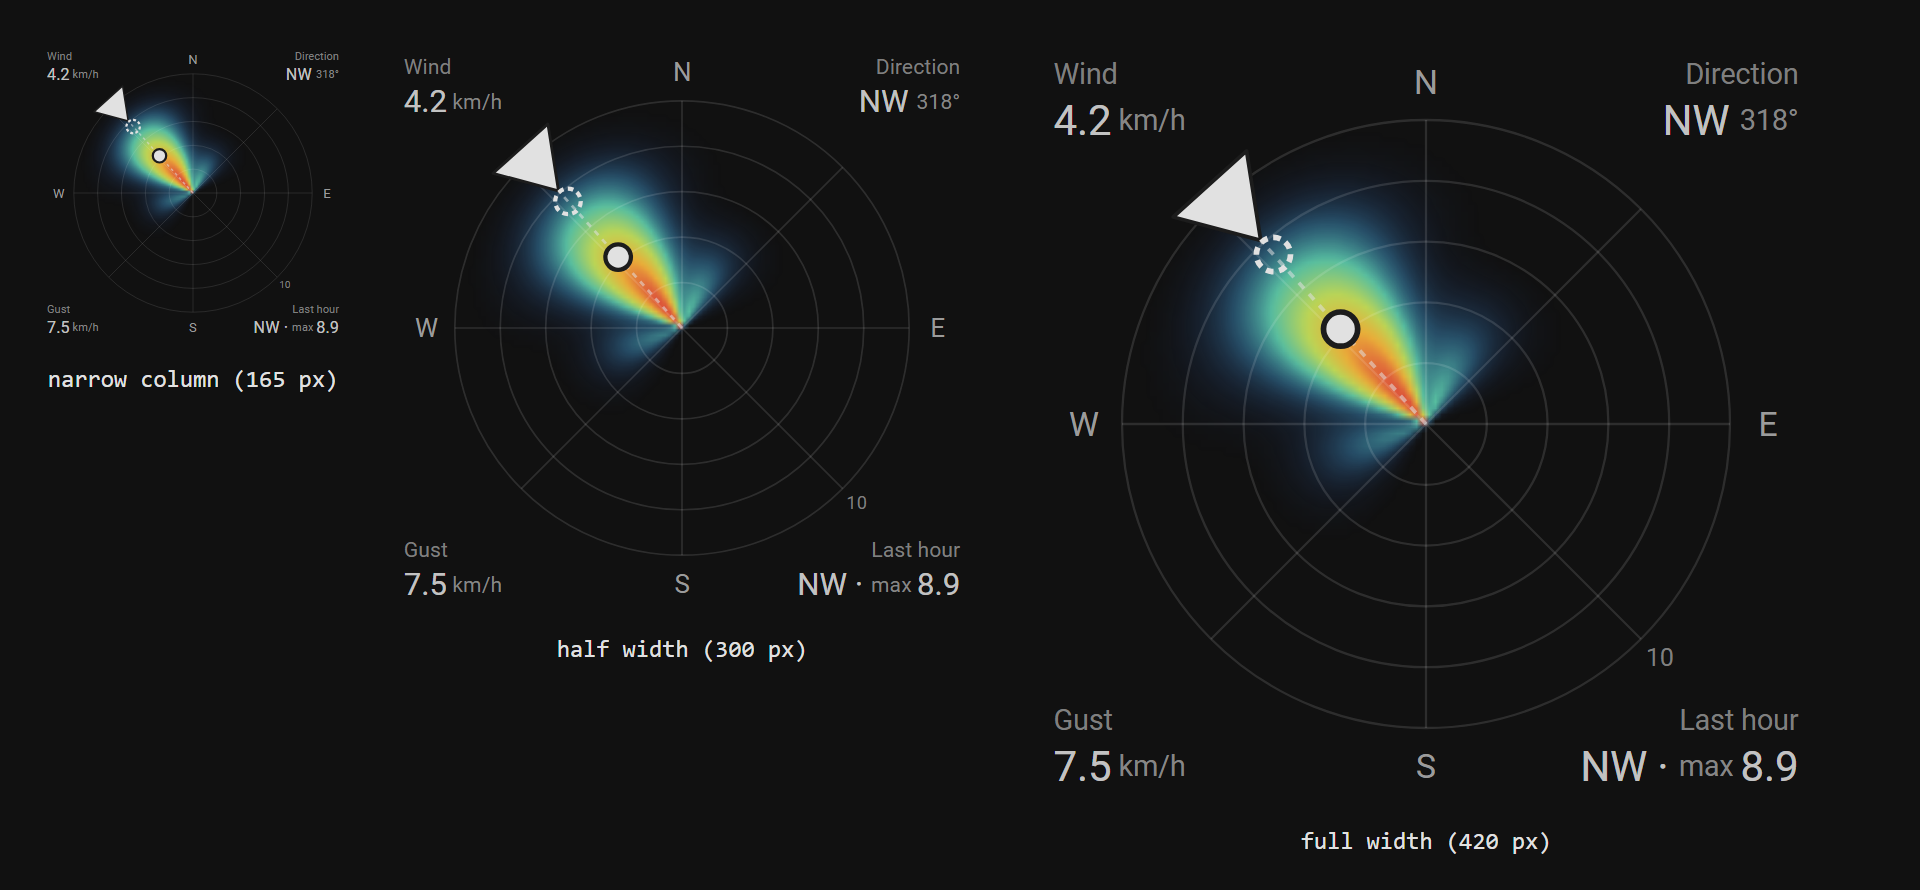 Wind
4.2 km/h
Direction
NW 318°
N
W
E
10
Gust
7.5 km/h
S
Last hour
NW · max 8.9
narrow column (165 px)
Wind
4.2 km/h
Direction
NW 318°
N
W
E
10
Gust
7.5 km/h
S
Last hour
NW · max 8.9
half width (300 px)
Wind
4.2 km/h
Direction
NW 318°
N
W
E
10
Gust
7.5 km/h
S
Last hour
NW · max 8.9
full width (420 px)